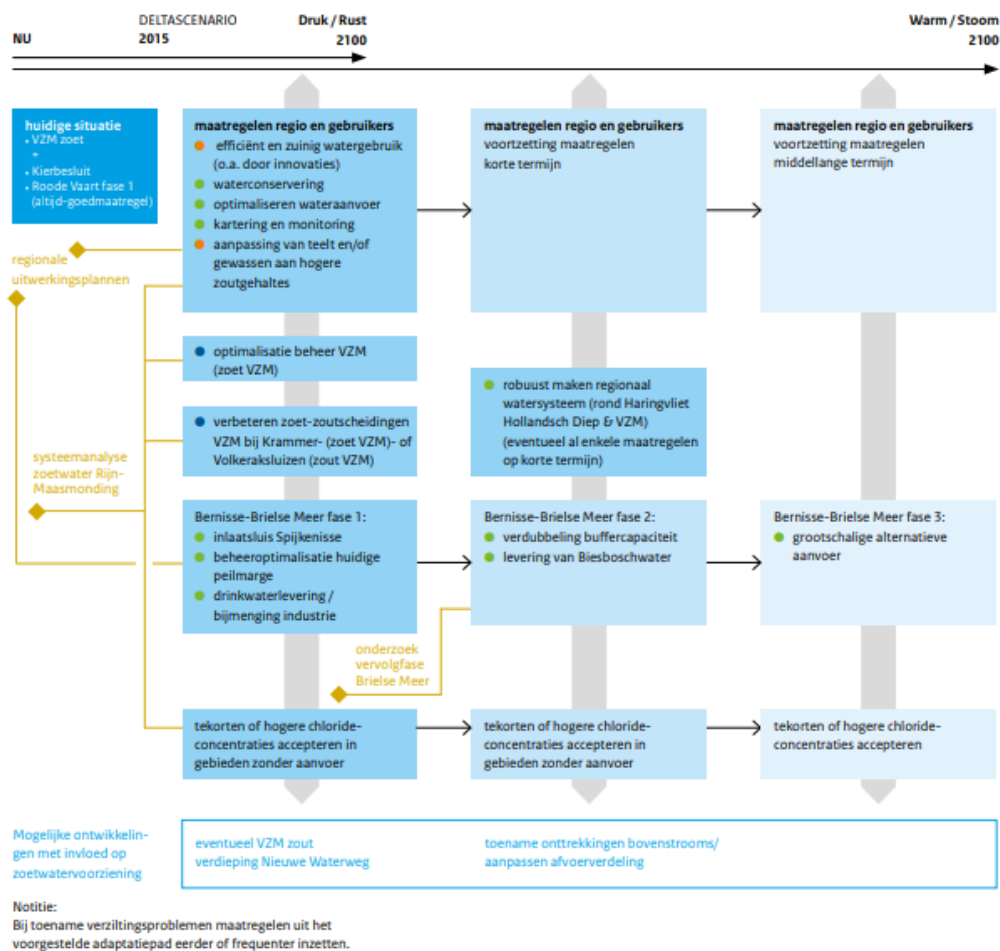 DELTASCENARIO
Druk / Rust
Warm / Stoom
NU
2015
2100
2100
huidige situatie
• VZM zoet
+
• Kierbesluit
• Roode Vaart fase 1
(altijd-goedmaatregel)
regionale
uitwerkingsplannen
systeemanalyse
zoetwater Rijn-
Maasmonding
maatregelen regio en gebruikers
● efficiënt en zuinig watergebruik
(o.a. door innovaties)
● waterconservering
● optimaliseren wateraanvoer
● kartering en monitoring
● aanpassing van teelt en/of
gewassen aan hogere
zoutgehaltes
maatregelen regio en gebruikers
voortzetting maatregelen
korte termijn
maatregelen regio en gebruikers
voortzetting maatregelen
middellange termijn
● optimalisatie beheer VZM
(zoet VZM)
● verbeteren zoet-zoutscheidingen
VZM bij Krammer- (zoet VZM)- of
Volkeraksluizen (zout VZM)
● robuust maken regionaal
watersysteem (rond Haringvliet
Hollandsch Diep & VZM)
(eventueel al enkele maatregelen
op korte termijn)
Bernisse-Brielse Meer fase 1:
● inlaatsluis Spijkenisse
● beheeroptimalisatie huidige
peilmarge
● drinkwaterlevering /
bijmenging industrie
Bernisse-Brielse Meer fase 2:
● verdubbeling buffercapaciteit
● levering van Biesboschwater
Bernisse-Brielse Meer fase 3:
● grootschalige alternatieve
aanvoer
onderzoek
vervolgfase
Brielse Meer
tekorten of hogere chloride-
concentraties accepteren in
gebieden zonder aanvoer
tekorten of hogere chloride-
concentraties accepteren in
gebieden zonder aanvoer
tekorten of hogere chloride-
concentraties accepteren
Mogelijke ontwikkelin-
gen met invloed op
zoetwatervoorziening
eventueel VZM zout
verdieping Nieuwe Waterweg
toename onttrekkingen bovenstrooms/
aanpassen afvoerverdeling
Notitie:
Bij toename verziltingsproblemen maatregelen uit het
voorgestelde adaptatiepad eerder of frequenter inzetten.